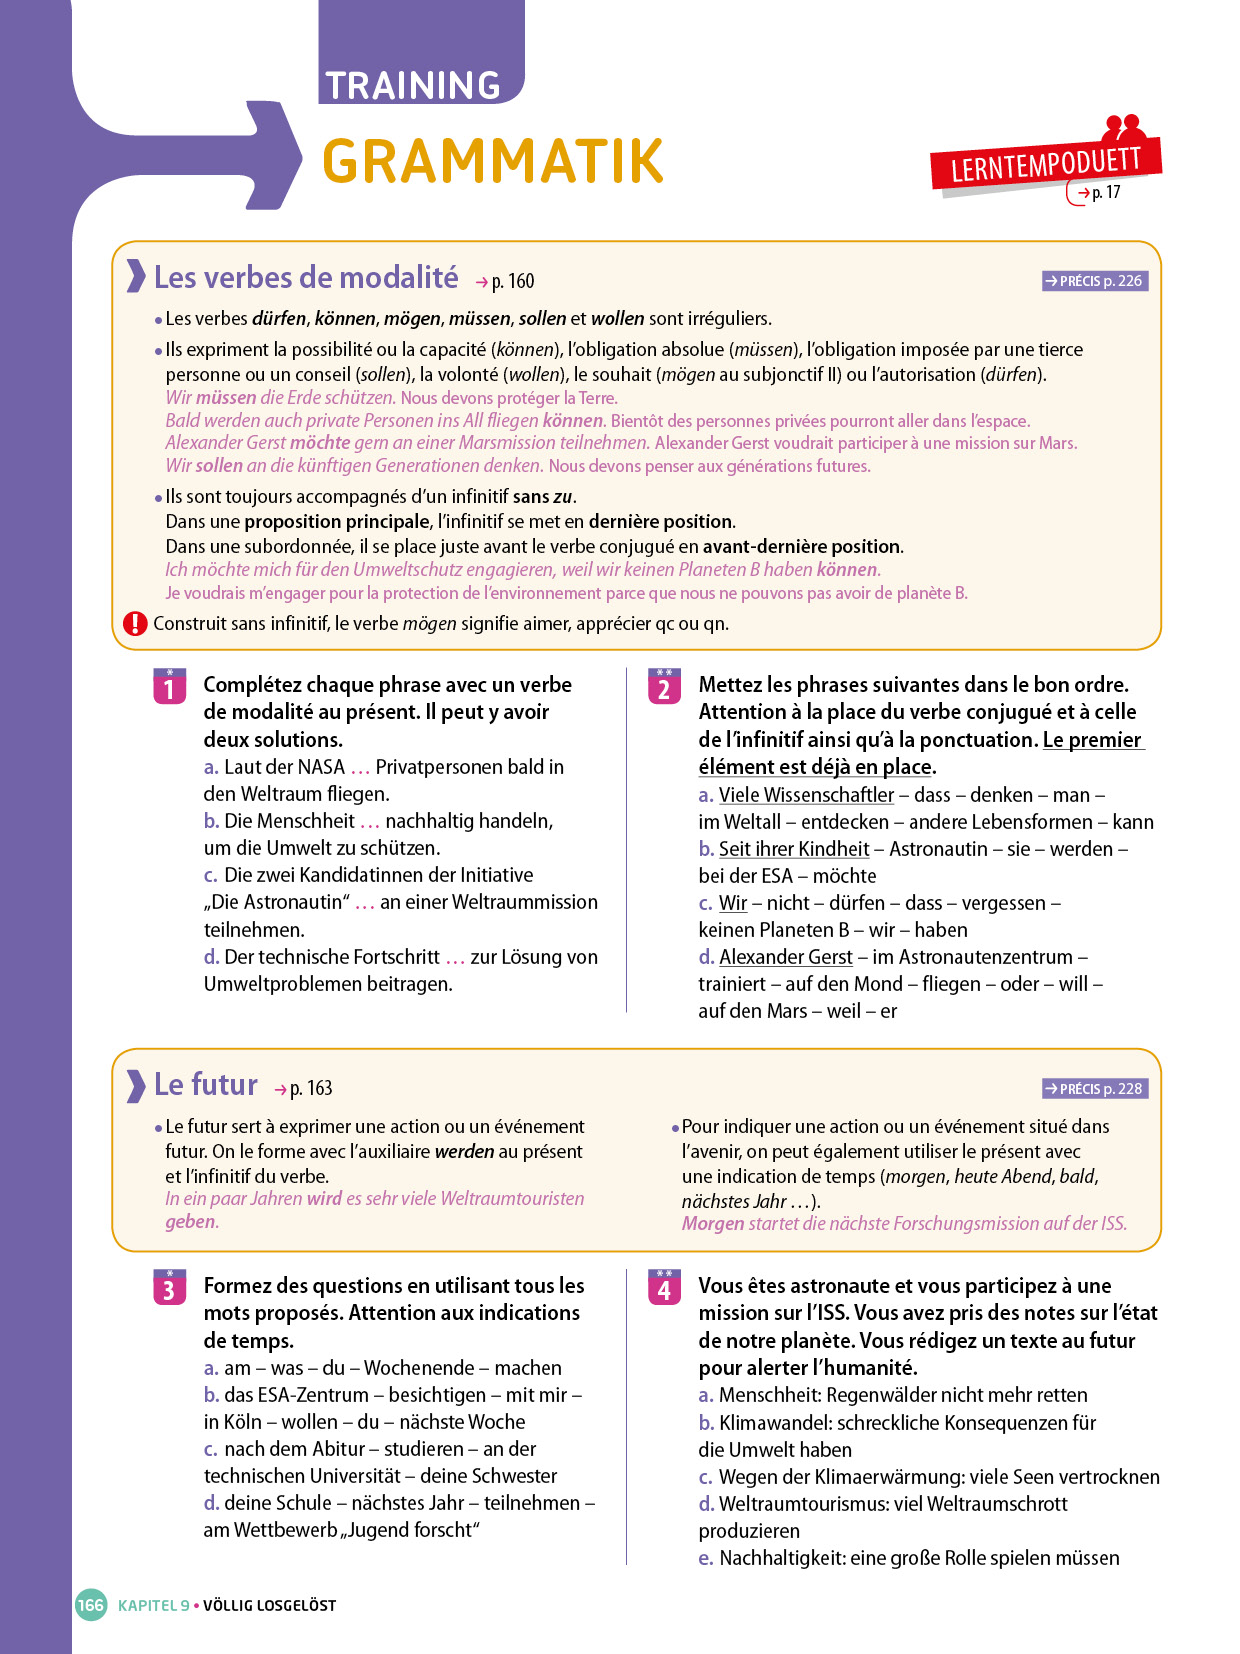 TRAINING
GRAMMATIK
LERNTEMPODUETT
→ p. 17
Les verbes de modalité → p. 160
→ PRÉCIS p. 226
• Les verbes dürfen, können, mögen, müssen, sollen et wollen sont irréguliers.
• Ils expriment la possibilité ou la capacité (können), l’obligation absolue (müssen), l’obligation imposée par une tierce
personne ou un conseil (sollen), la volonté (wollen), le souhait (mögen au subjonctif II) ou l’autorisation (dürfen).
Wir müssen die Erde schützen. Nous devons protéger la Terre.
Bald werden auch private Personen ins All fliegen können. Bientôt des personnes privées pourront aller dans l’espace.
Alexander Gerst möchte gern an einer Marsmission teilnehmen. Alexander Gerst voudrait participer à une mission sur Mars.
Wir sollen an die künftigen Generationen denken. Nous devons penser aux générations futures.
• Ils sont toujours accompagnés d’un infinitif sans zu.
Dans une proposition principale, l’infinitif se met en dernière position.
Dans une subordonnée, il se place juste avant le verbe conjugué en avant-dernière position.
Ich möchte mich für den Umweltschutz engagieren, weil wir keinen Planeten B haben können.
Je voudrais m’engager pour la protection de l’environnement parce que nous ne pouvons pas avoir de planète B.
! Construit sans infinitif, le verbe mögen signifie aimer, apprécier qc ou qn.
*
1 Complétez chaque phrase avec un verbe
de modalité au présent. Il peut y avoir
deux solutions.
a. Laut der NASA … Privatpersonen bald in
den Weltraum fliegen.
b. Die Menschheit … nachhaltig handeln,
um die Umwelt zu schützen.
c. Die zwei Kandidatinnen der Initiative
„Die Astronautin“ … an einer Weltraummission
teilnehmen.
d. Der technische Fortschritt … zur Lösung von
Umweltproblemen beitragen.
**
2 Mettez les phrases suivantes dans le bon ordre.
Attention à la place du verbe conjugué et à celle
de l’infinitif ainsi qu’à la ponctuation. Le premier
élément est déjà en place.
a. Viele Wissenschaftler – dass – denken – man –
im Weltall – entdecken – andere Lebensformen – kann
b. Seit ihrer Kindheit – Astronautin – sie – werden –
bei der ESA – möchte
c. Wir – nicht – dürfen – dass – vergessen –
keinen Planeten B – wir – haben
d. Alexander Gerst – im Astronautenzentrum –
trainiert – auf den Mond – fliegen – oder – will –
auf den Mars – weil – er
Le futur → p. 163
→ PRÉCIS p. 228
• Le futur sert à exprimer une action ou un événement
futur. On le forme avec l’auxiliaire werden au présent
et l’infinitif du verbe.
In ein paar Jahren wird es sehr viele Weltraumtouristen
geben.
• Pour indiquer une action ou un événement situé dans
l’avenir, on peut également utiliser le présent avec
une indication de temps (morgen, heute Abend, bald,
nächstes Jahr …).
Morgen startet die nächste Forschungsmission auf der ISS.
*
3 Formez des questions en utilisant tous les
mots proposés. Attention aux indications
de temps.
a. am – was – du – Wochenende – machen
b. das ESA-Zentrum – besichtigen – mit mir –
in Köln – wollen – du – nächste Woche
c. nach dem Abitur – studieren – an der
technischen Universität – deine Schwester
d. deine Schule – nächstes Jahr – teilnehmen –
am Wettbewerb „Jugend forscht“
**
4 Vous êtes astronaute et vous participez à une
mission sur l’ISS. Vous avez pris des notes sur l’état
de notre planète. Vous rédigez un texte au futur
pour alerter l’humanité.
a. Menschheit: Regenwälder nicht mehr retten
b. Klimawandel: schreckliche Konsequenzen für
die Umwelt haben
c. Wegen der Klimaerwärmung: viele Seen vertrocknen
d. Weltraumtourismus: viel Weltraumschrott
produzieren
e. Nachhaltigkeit: eine große Rolle spielen müssen
166 KAPITEL 9 • VÖLLIG LOSGELÖST